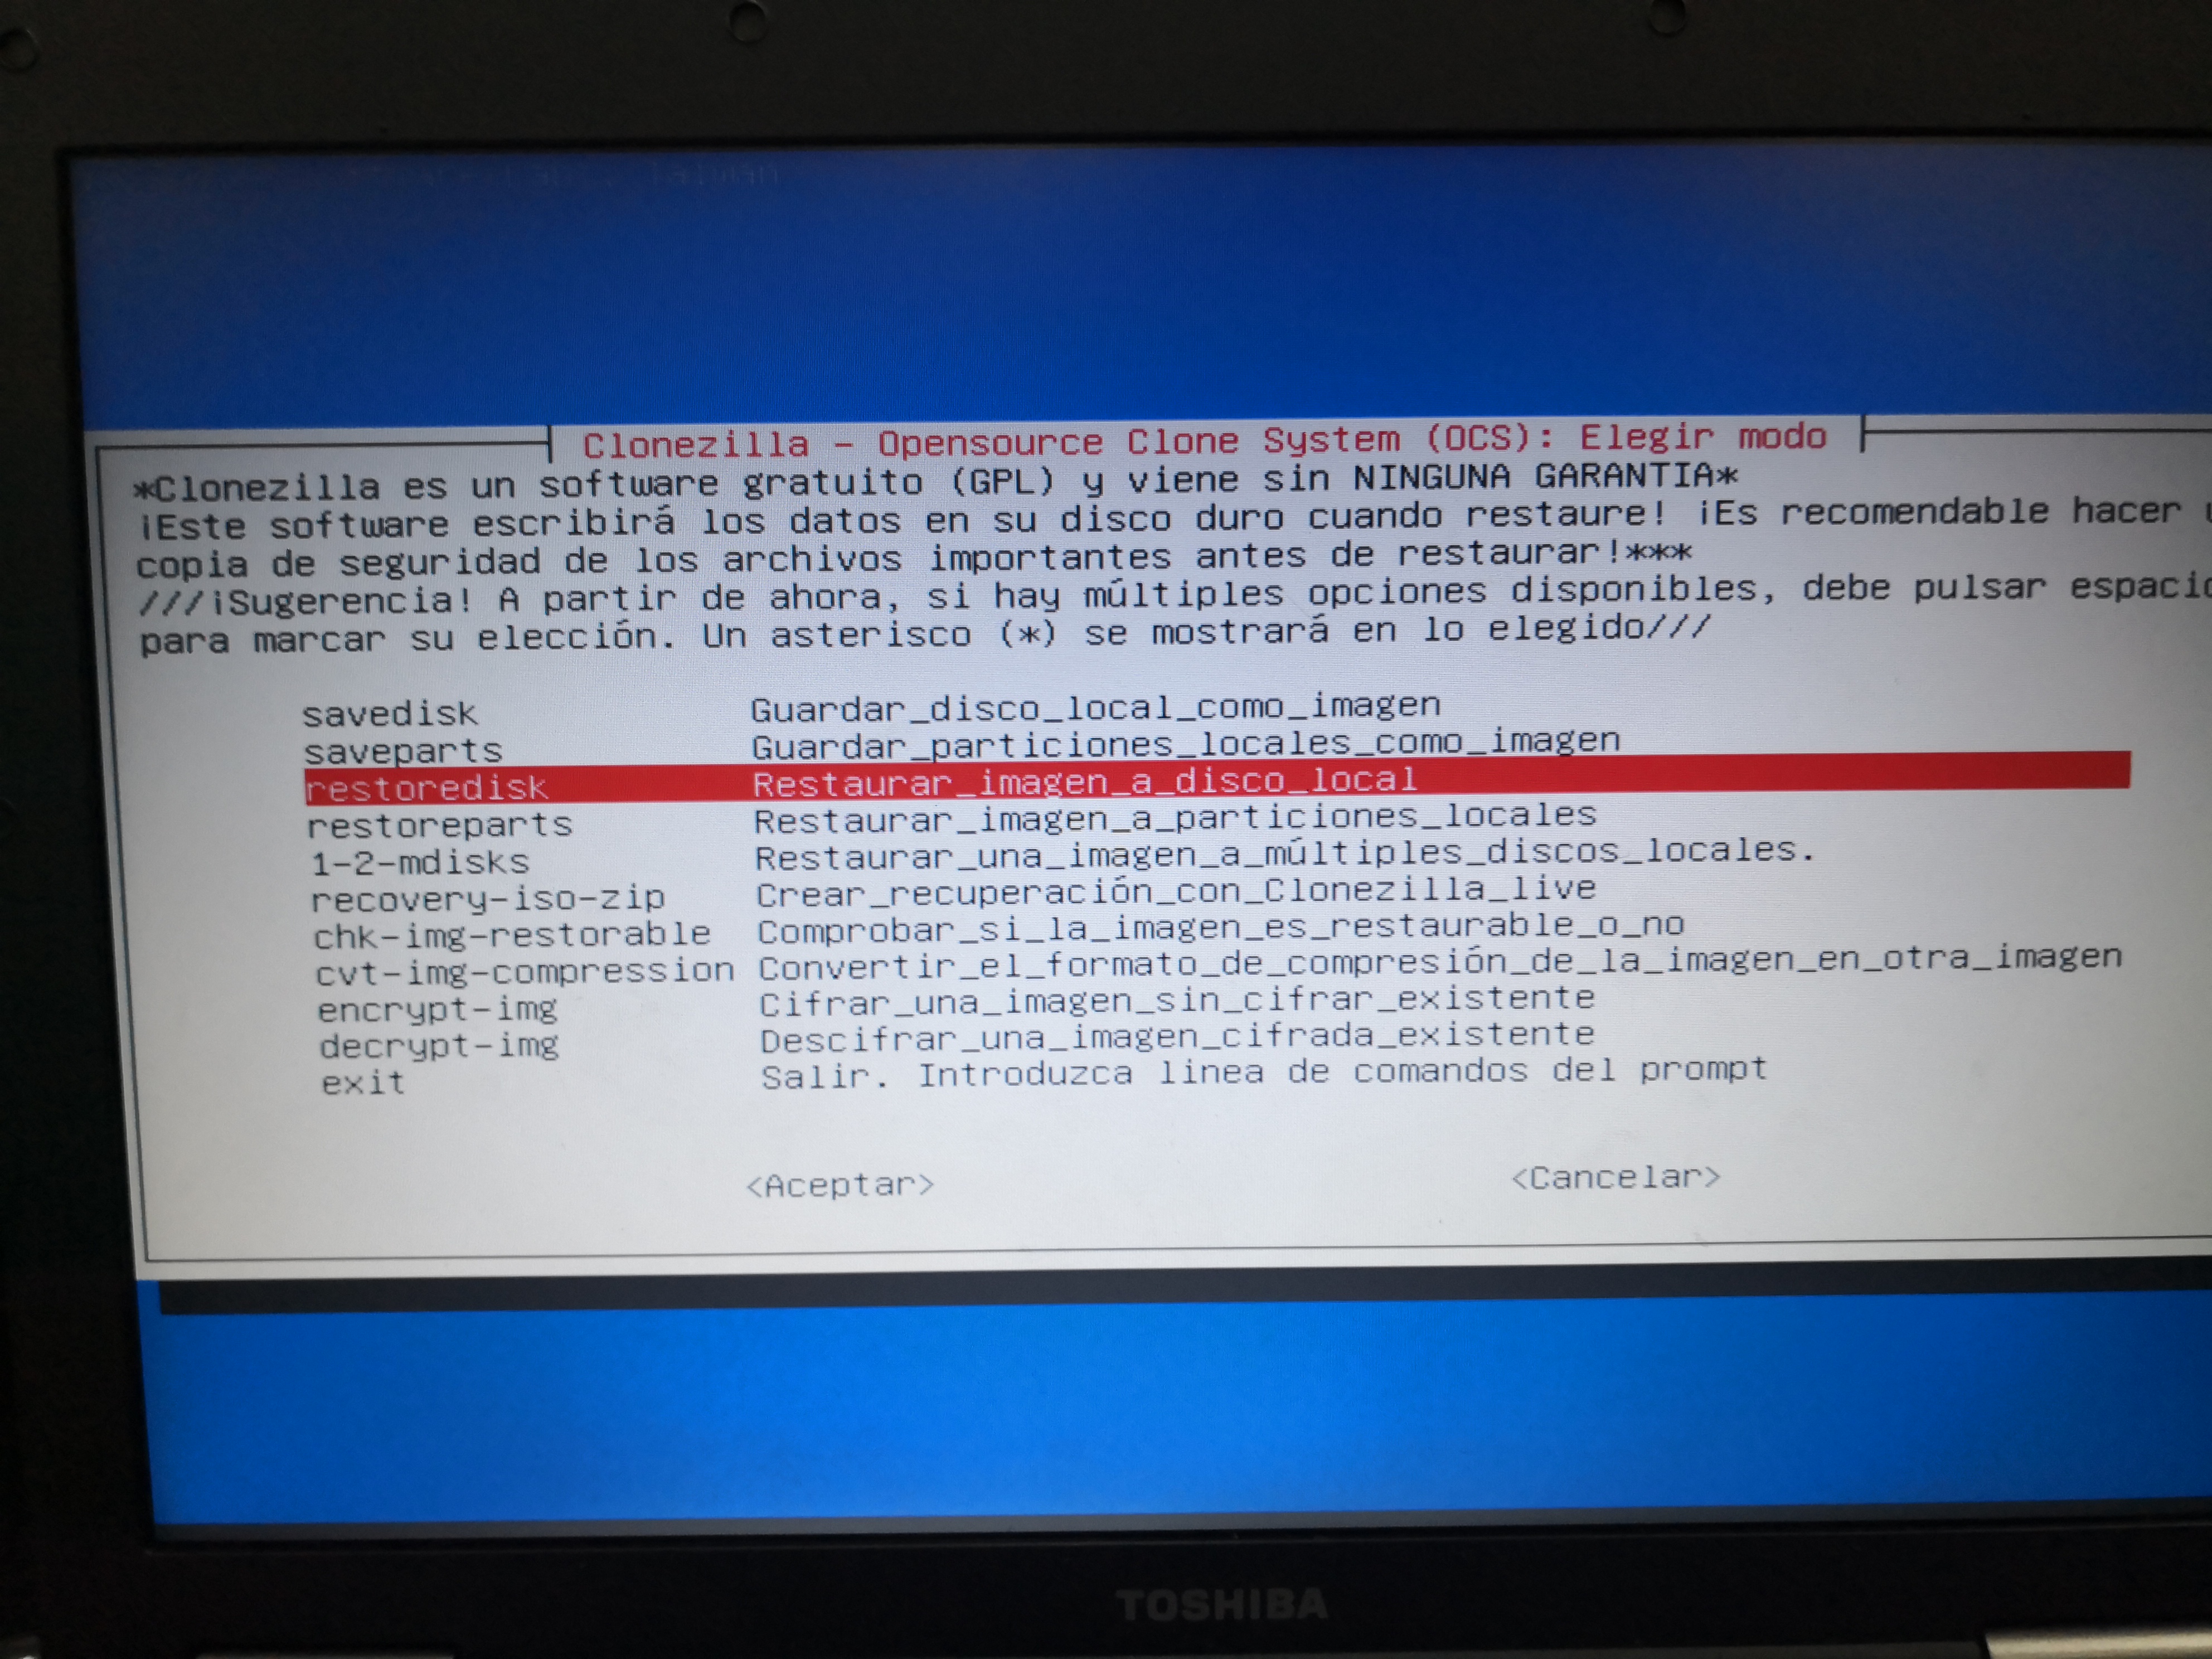 Clonezilla - Opensource Clone System (OCS): Elegir modo
*Clonezilla es un software gratuito (GPL) y viene sin NINGUNA GARANTIA*
¡Este software escribirá los datos en su disco duro cuando restaure! ¡Es recomendable hacer
copia de seguridad de los archivos importantes antes de restaurar!***
///¡Sugerencia! A partir de ahora, si hay múltiples opciones disponibles, debe pulsar espacio
para marcar su elección. Un asterisco (*) se mostrará en lo elegido///
savedisk Guardar_disco_local_como_imagen
saveparts Guardar_particiones_locales_como_imagen
restoredisk Restaurar_imagen_a_disco_local
restoreparts Restaurar_imagen_a_particiones_locales
1-2-mdisks Restaurar_una_imagen_a_múltiples_discos_locales.
recovery-iso-zip Crear_recuperación_con_Clonezilla_live
chk-img-restorable Comprobar_si_la_imagen_es_restaurable_o_no
cvt-img-compression Convertir_el_formato_de_compresión_de_la_imagen_en_otra_imagen
encrypt-img Cifrar_una_imagen_sin_cifrar_existente
decrypt-img Descifrar_una_imagen_cifrada_existente
exit Salir. Introduzca linea de comandos del prompt
<Aceptar> <Cancelar>
TOSHIBA